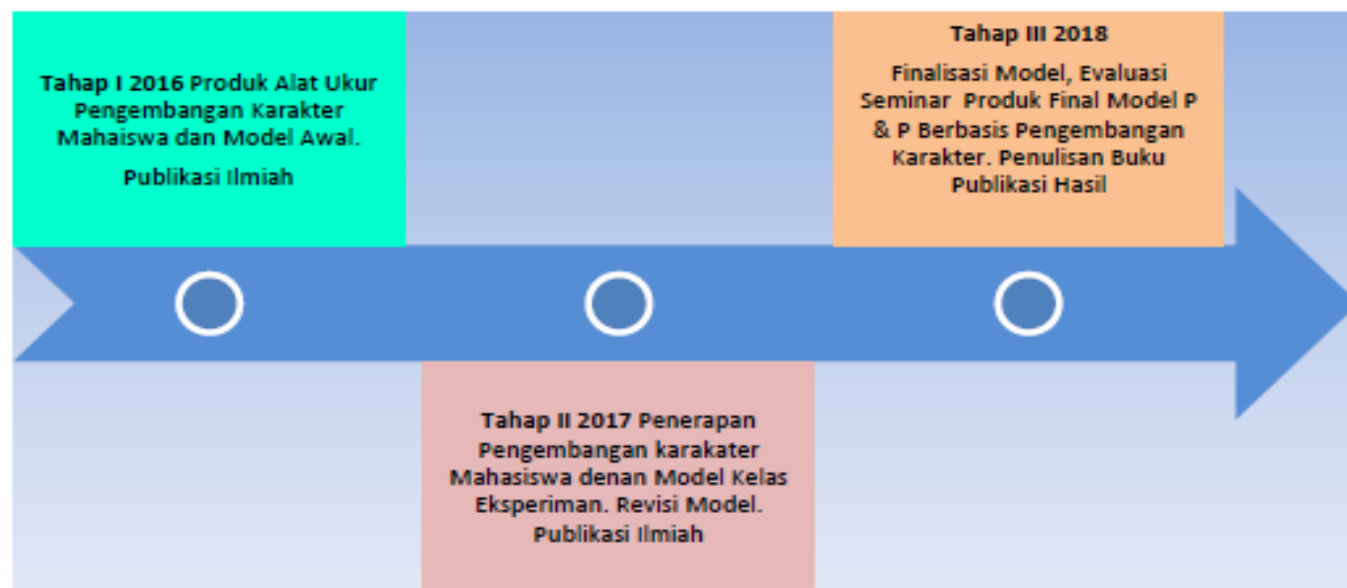 Tahap I 2016 Produk Alat Ukur
Pengembangan Karakter
Mahaiswa dan Model Awal.
Publikasi Ilmiah
Tahap II 2017 Penerapan
Pengembangan karakater
Mahasiswa denan Model Kelas
Eksperiman. Revisi Model.
Publikasi Ilmiah
Tahap III 2018
Finalisasi Model, Evaluasi
Seminar Produk Final Model P
& P Berbasis Pengembangan
Karakter. Penulisan Buku
Publikasi Hasil